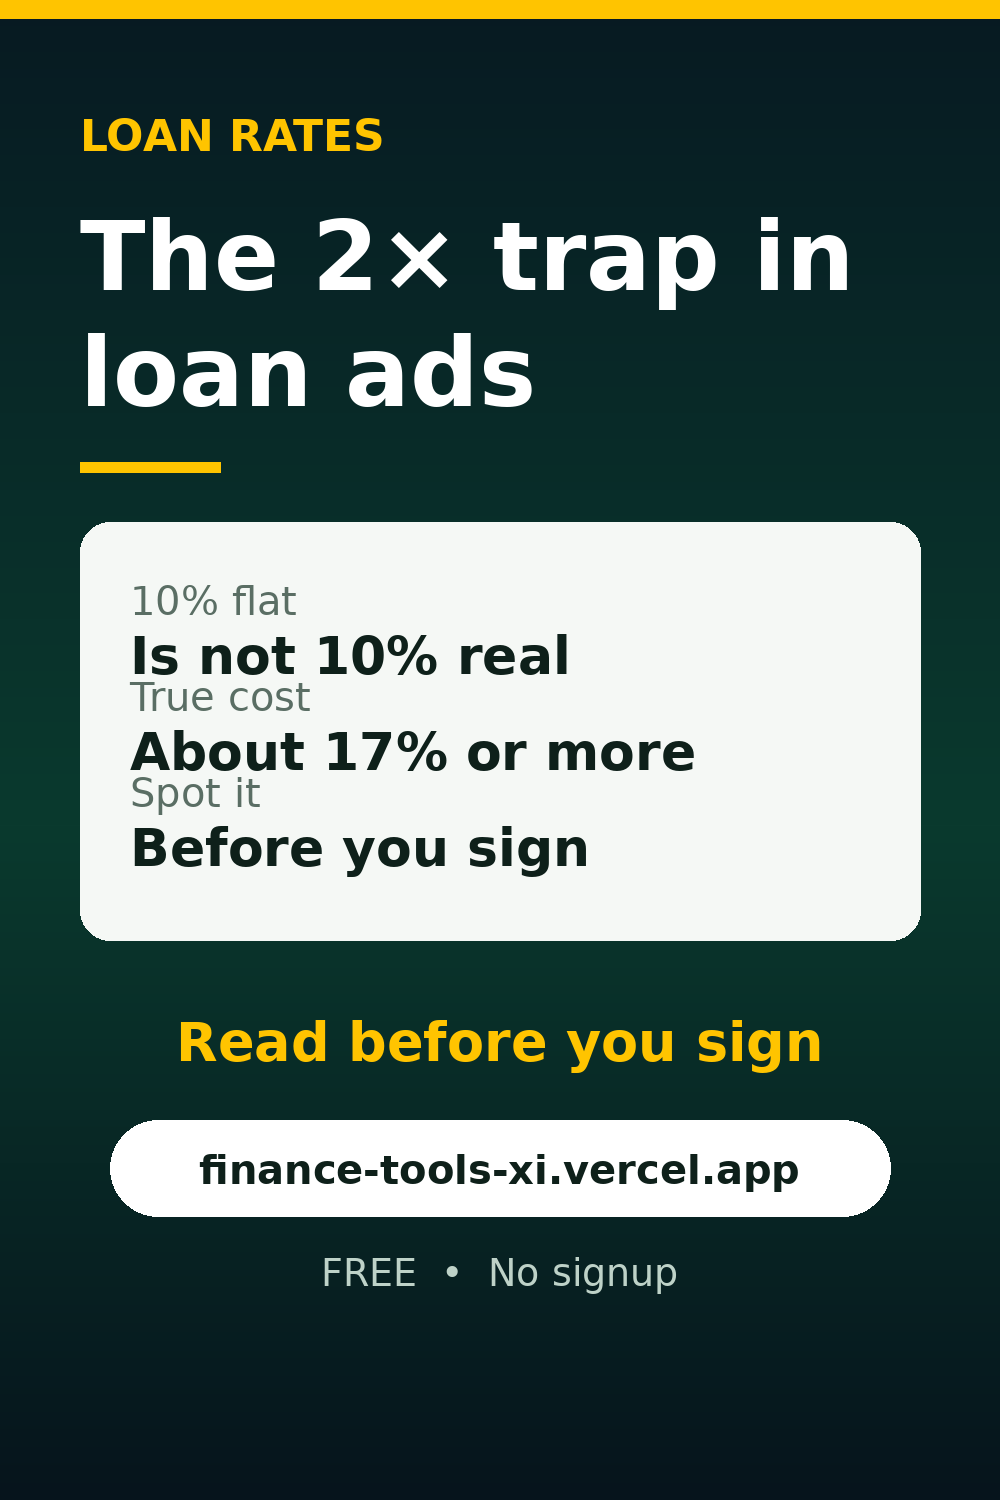 LOAN RATES
The 2× trap in
loan ads
10% flat
Is not 10% real
True cost
About 17% or more
Spot it
Before you sign
Read before you sign
finance-tools-xi.vercel.app
FREE • No signup